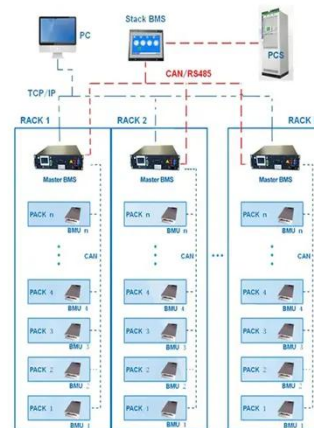 PC
Stack BMS
PCS
CAN/RS485
TCP/IP
RACK 1
RACK 2
RACK
Master BMS
Master BMS
Master BMS
PACK n
BMU n
PACK n
BMU n
PACK n
BMU n
CAN
CAN
CAN
PACK 4
BMU 4
PACK 4
BMU 4
PACK 4
BMU 4
PACK 3
BMU 3
PACK 3
BMU 3
PACK 3
BMU 3
PACK 2
BMU 2
PACK 2
BMU 2
PACK 2
BMU 2
PACK 1
BMU 1
PACK 1
BMU 1
PACK 1
BMU 1